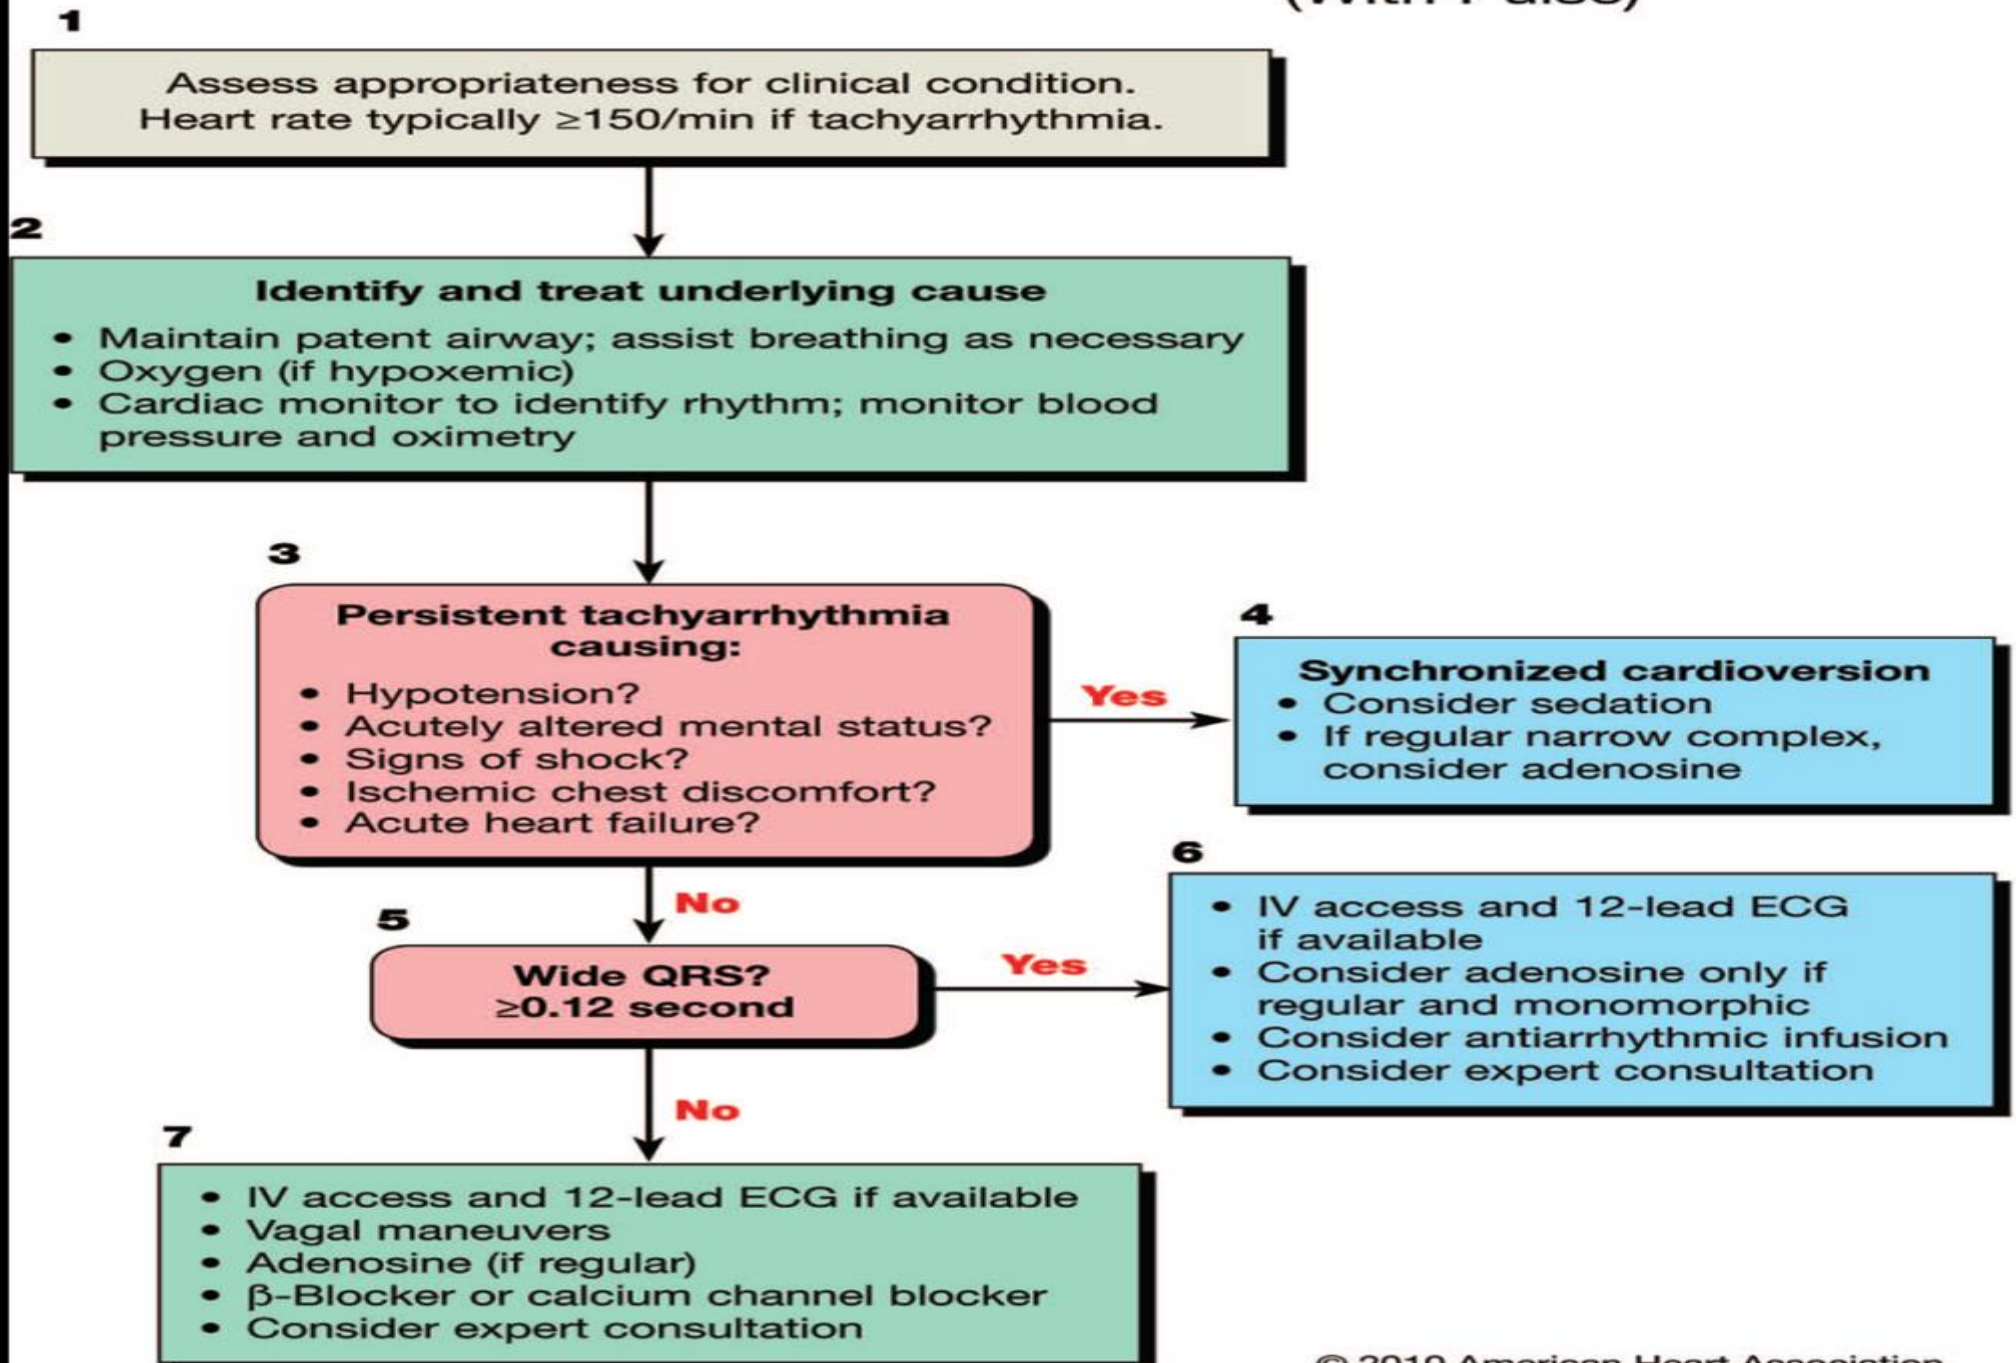 (With Pulse)
1
Assess appropriateness for clinical condition.
Heart rate typically ≥150/min if tachyarrhythmia.
2
Identify and treat underlying cause
• Maintain patent airway; assist breathing as necessary
• Oxygen (if hypoxemic)
• Cardiac monitor to identify rhythm; monitor blood
pressure and oximetry
3
Persistent tachyarrhythmia
causing:
• Hypotension?
• Acutely altered mental status?
• Signs of shock?
• Ischemic chest discomfort?
• Acute heart failure?
Yes
4
Synchronized cardioversion
• Consider sedation
• If regular narrow complex,
consider adenosine
No
5
Wide QRS?
≥0.12 second
Yes
6
• IV access and 12-lead ECG
if available
• Consider adenosine only if
regular and monomorphic
• Consider antiarrhythmic infusion
• Consider expert consultation
No
7
• IV access and 12-lead ECG if available
• Vagal maneuvers
• Adenosine (if regular)
• β-Blocker or calcium channel blocker
• Consider expert consultation
© 2010 American Heart Association